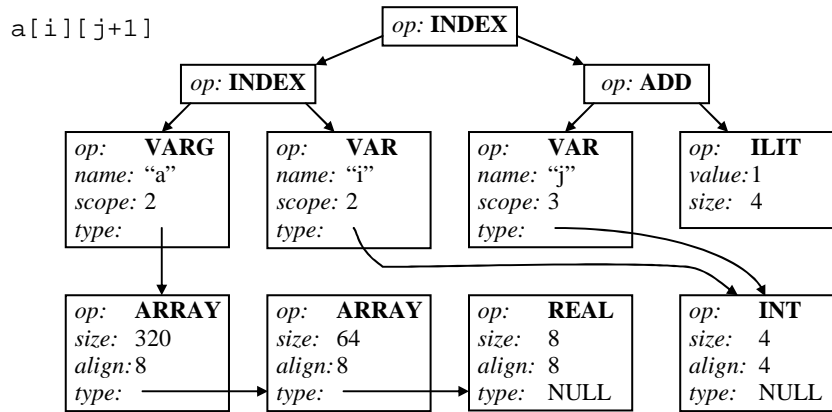 a[i][j+1]
op: INDEX
op: INDEX
op: ADD
op: VARG
name: “a”
scope: 2
type:
op: VAR
name: “i”
scope: 2
type:
op: VAR
name: “j”
scope: 3
type:
op: ILIT
value: 1
size: 4
op: ARRAY
size: 320
align: 8
type:
op: ARRAY
size: 64
align: 8
type:
op: REAL
size: 8
align: 8
type: NULL
op: INT
size: 4
align: 4
type: NULL